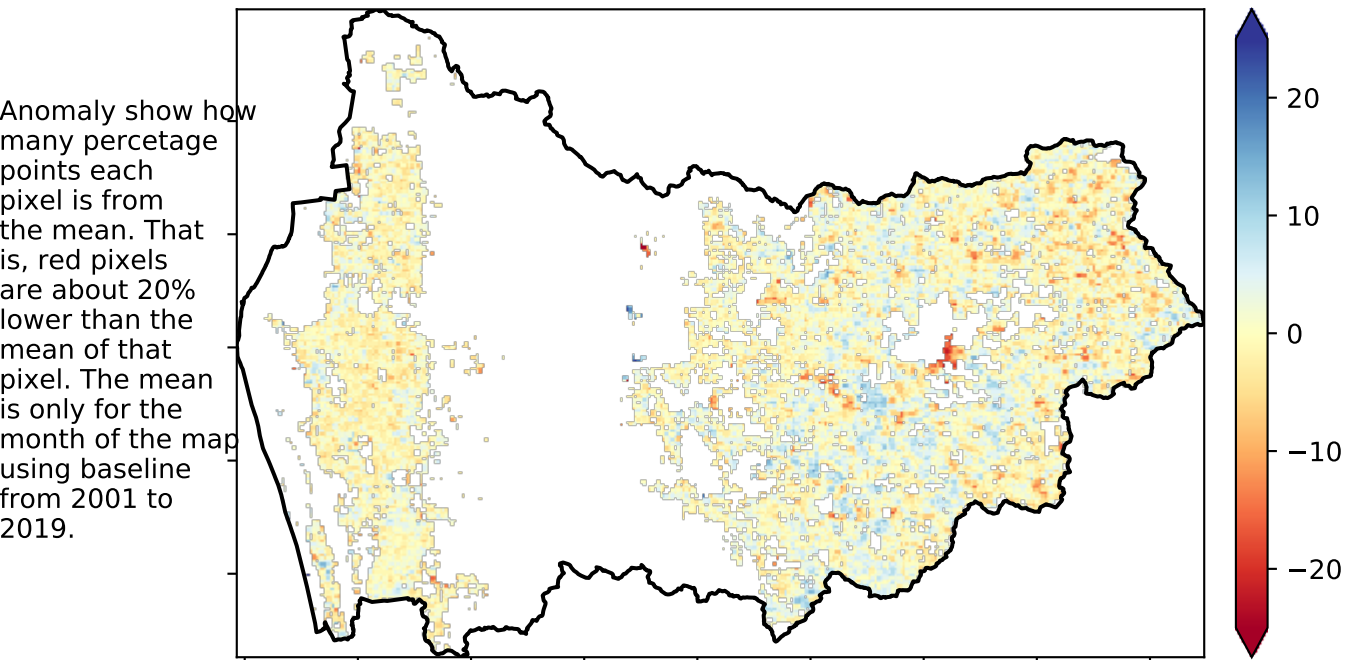 Anomaly show how
many percetage
points each
pixel is from
the mean. That
is, red pixels
are about 20%
lower than the
mean of that
pixel. The mean
is only for the
month of the map
using baseline
from 2001 to
2019.
20
10
0
−10
−20